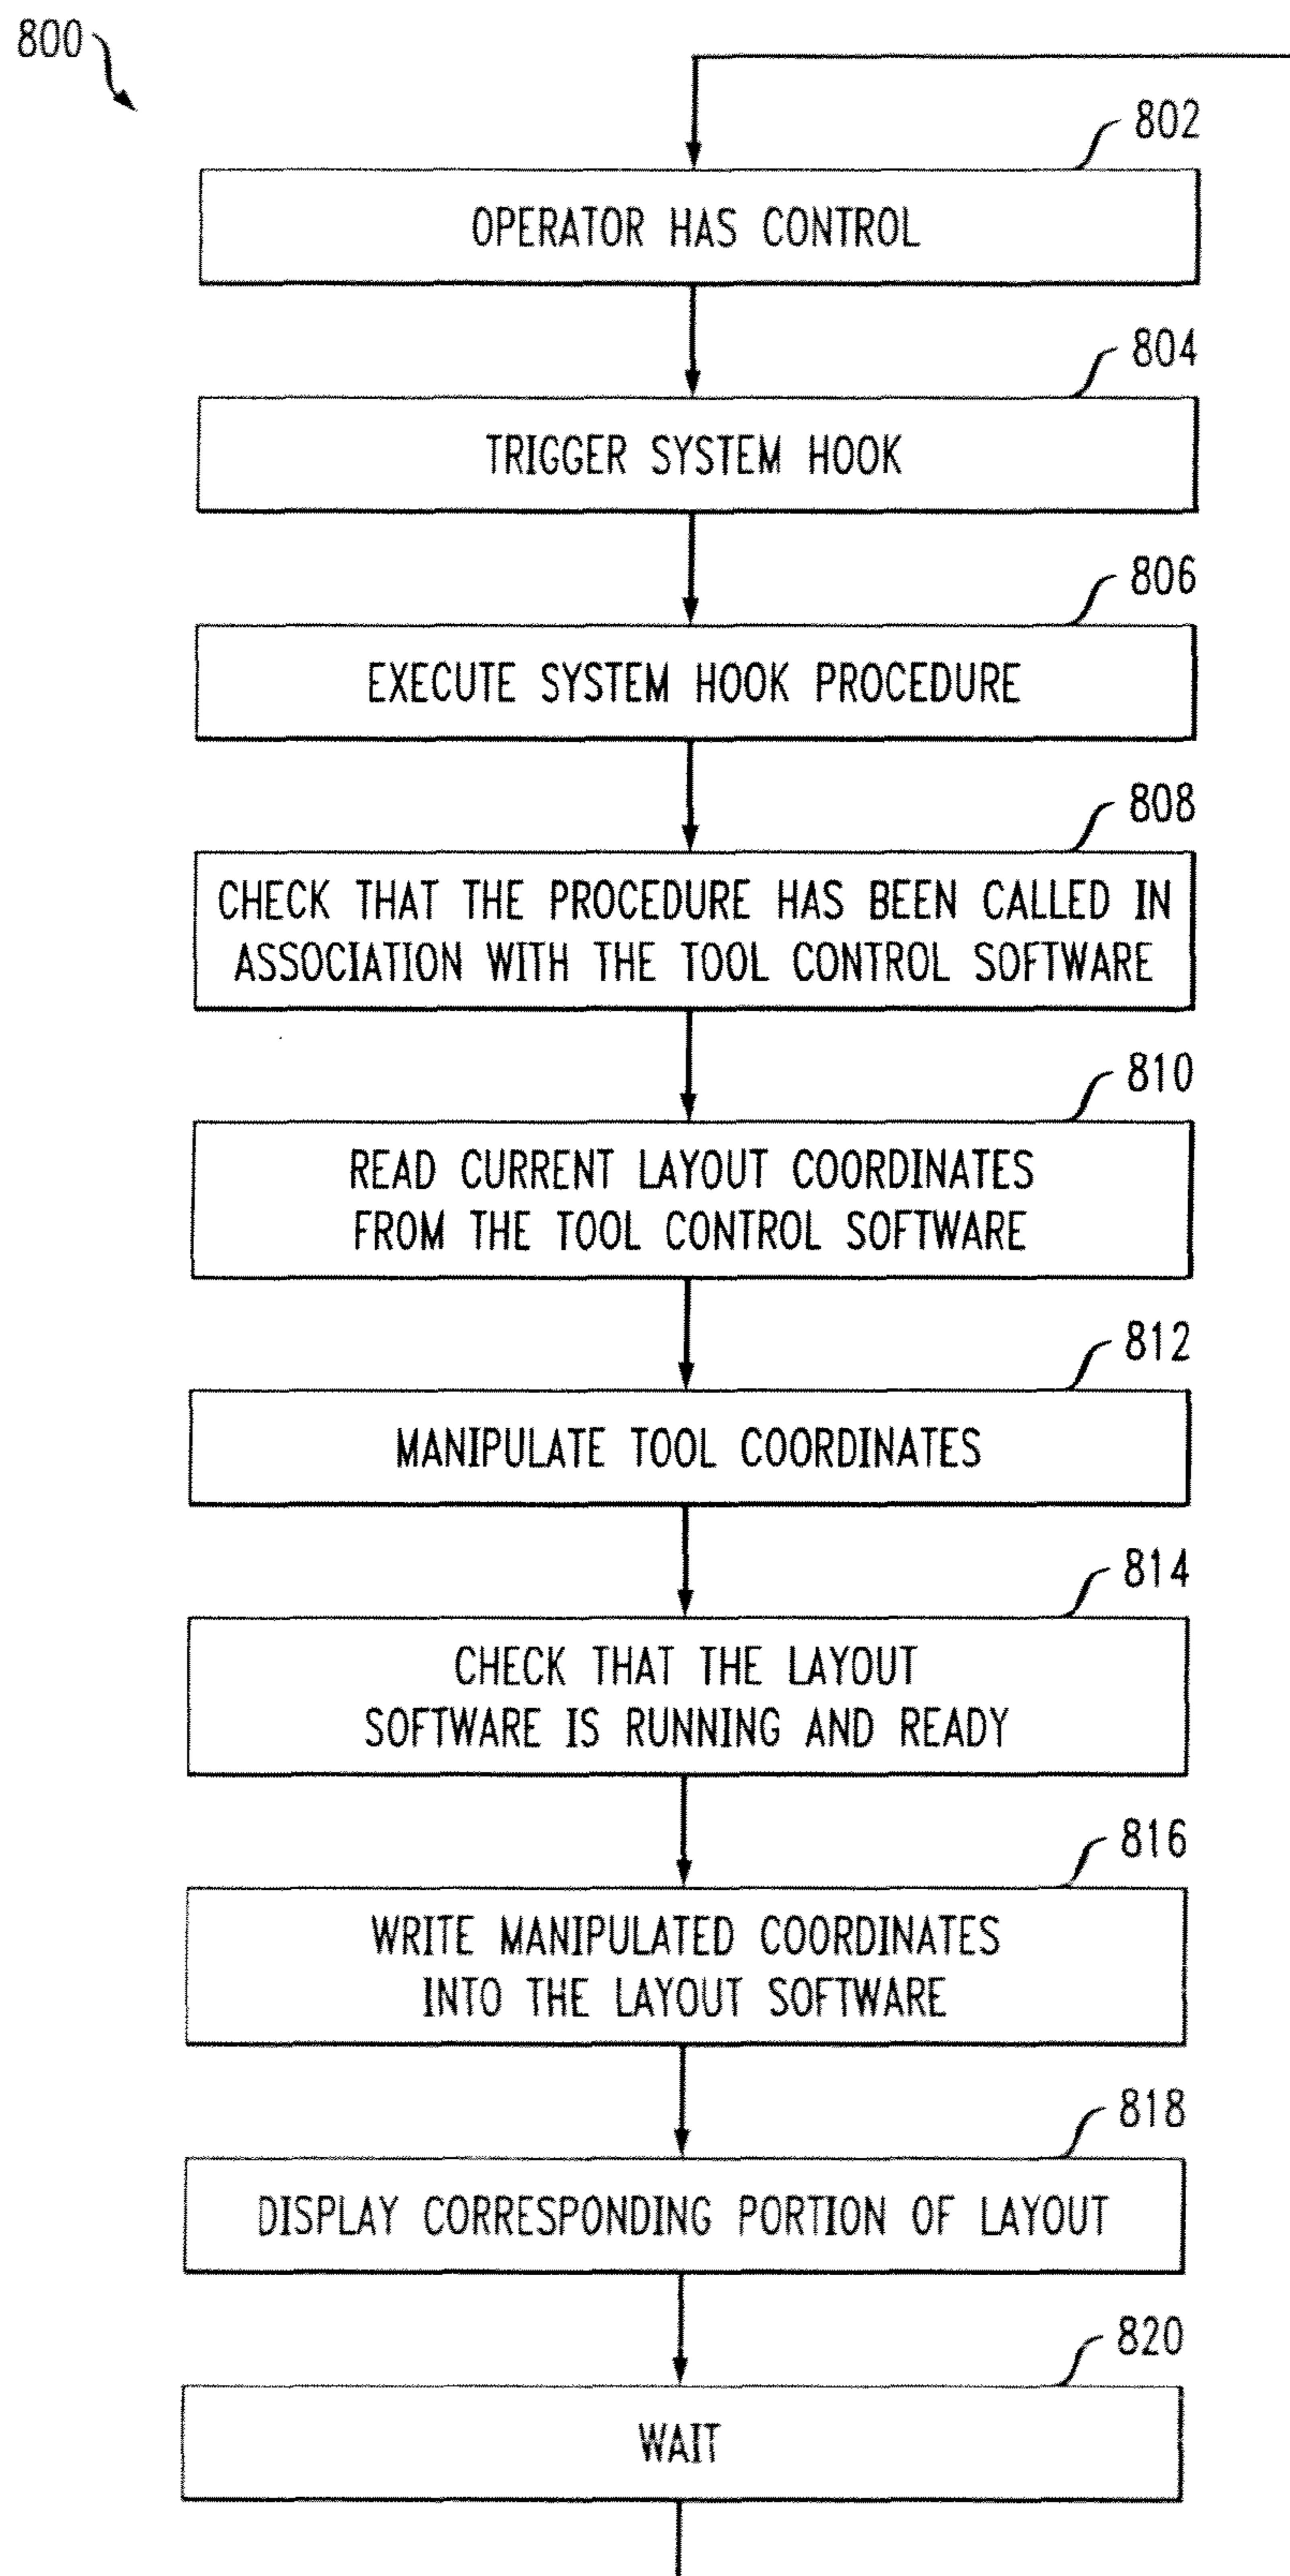 800
802
OPERATOR HAS CONTROL
804
TRIGGER SYSTEM HOOK
806
EXECUTE SYSTEM HOOK PROCEDURE
808
CHECK THAT THE PROCEDURE HAS BEEN CALLED IN
ASSOCIATION WITH THE TOOL CONTROL SOFTWARE
810
READ CURRENT LAYOUT COORDINATES
FROM THE TOOL CONTROL SOFTWARE
812
MANIPULATE TOOL COORDINATES
814
CHECK THAT THE LAYOUT
SOFTWARE IS RUNNING AND READY
816
WRITE MANIPULATED COORDINATES
INTO THE LAYOUT SOFTWARE
818
DISPLAY CORRESPONDING PORTION OF LAYOUT
820
WAIT